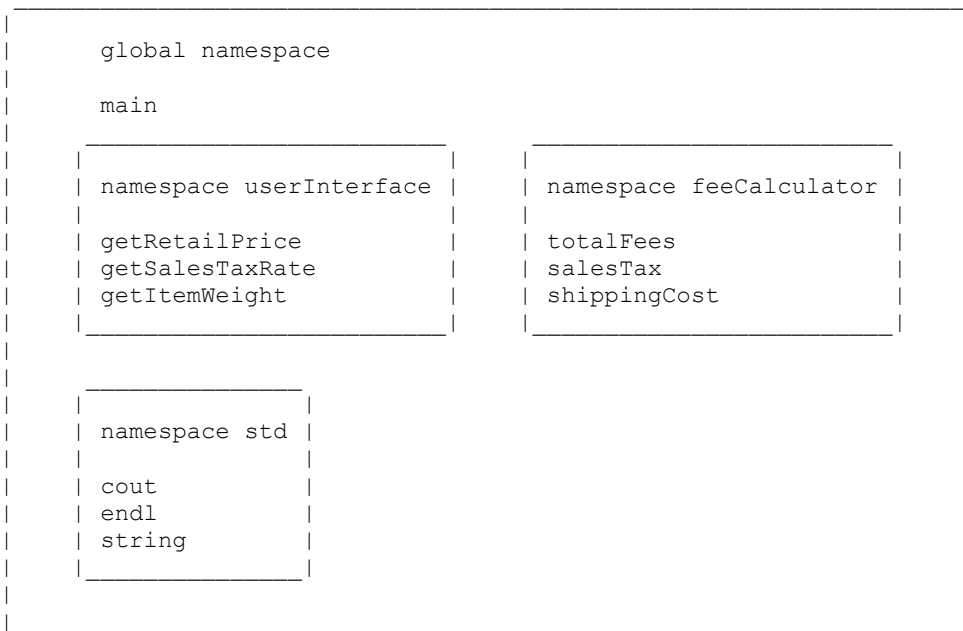 global namespace
main
namespace userInterface
getRetailPrice
getSalesTaxRate
getItemWeight
namespace feeCalculator
totalFees
salesTax
shippingCost
namespace std
cout
endl
string